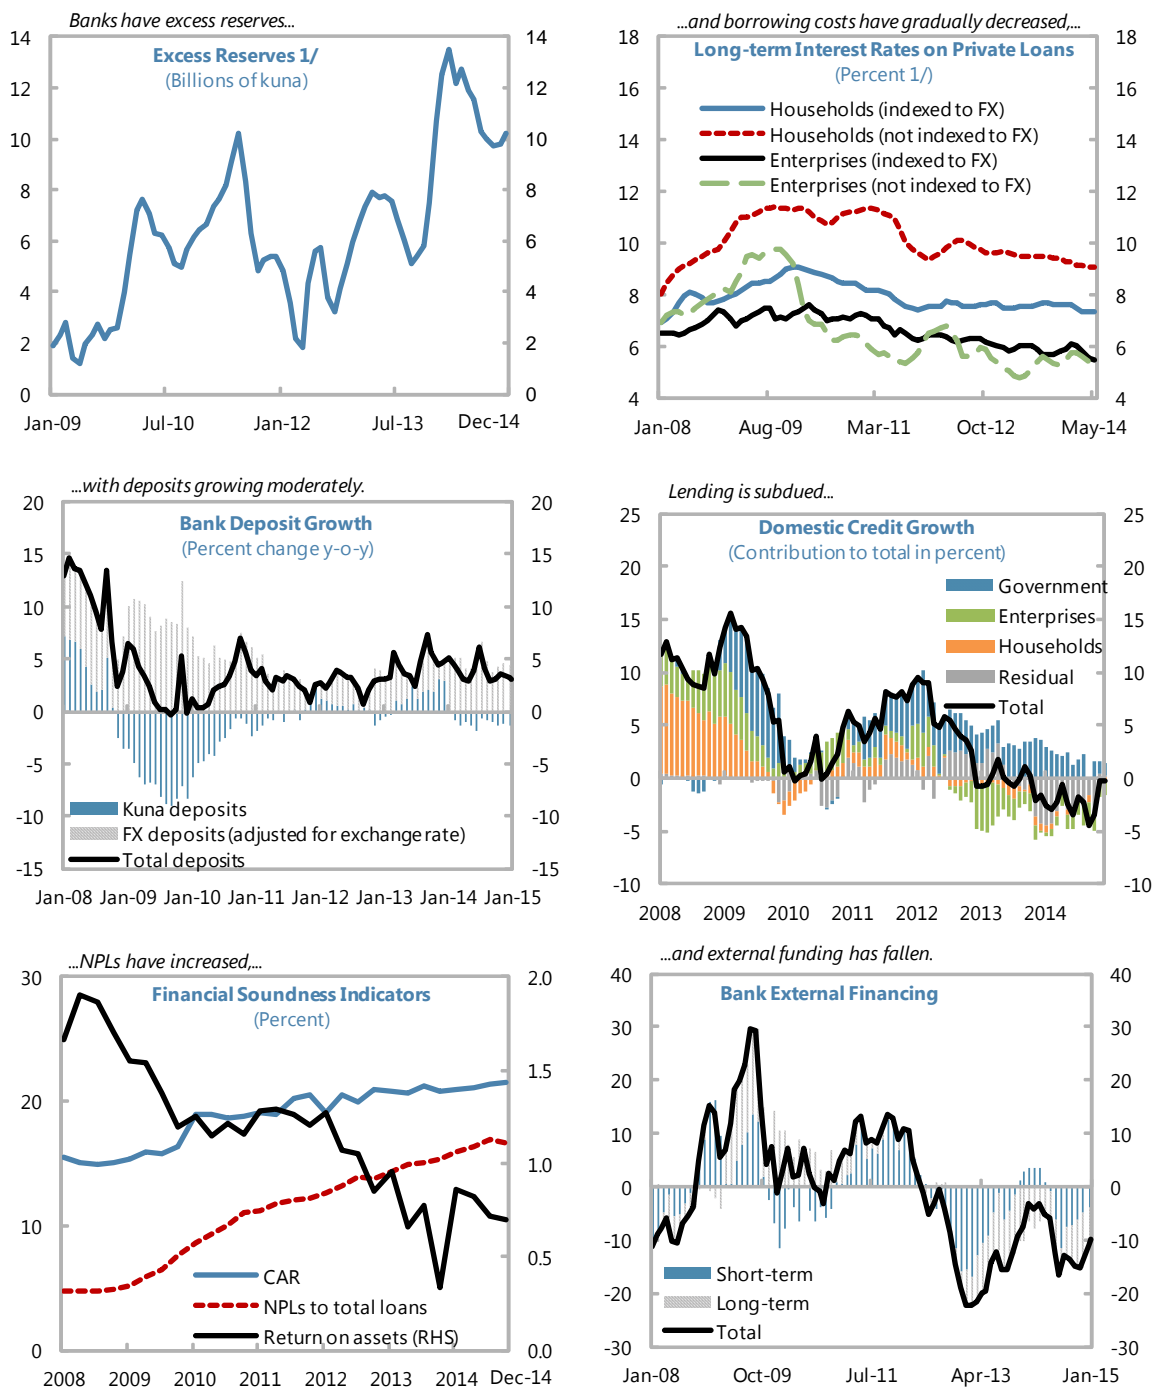 Banks have excess reserves...
Excess Reserves 1/
(Billions of kuna)
14 14
12 12
10 10
8 8
6 6
4 4
2 2
0 0
Jan-09 Jul-10 Jan-12 Jul-13 Dec-14
...and borrowing costs have gradually decreased,...
Long-term Interest Rates on Private Loans
(Percent 1/)
18 18
16 16
14 14
12 12
10 10
8 8
6 6
4 4
Households (indexed to FX)
Households (not indexed to FX)
Enterprises (indexed to FX)
Enterprises (not indexed to FX)
Jan-08 Aug-09 Mar-11 Oct-12 May-14
...with deposits growing moderately.
Bank Deposit Growth
(Percent change y-o-y)
20 20
15 15
10 10
5 5
0 0
-5 -5
-10 -10
-15 -15
Kuna deposits
FX deposits (adjusted for exchange rate)
Total deposits
Jan-08 Jan-09 Jan-10 Jan-11 Jan-12 Jan-13 Jan-14 Jan-15
Lending is subdued...
Domestic Credit Growth
(Contribution to total in percent)
25 25
20 20
15 15
10 10
5 5
0 0
-5 -5
-10 -10
Government
Enterprises
Households
Residual
Total
2008 2009 2010 2011 2012 2013 2014
...NPLs have increased,...
Financial Soundness Indicators
(Percent)
30 2.0
1.5
20
1.0
10
0.5
0 0.0
CAR
NPLs to total loans
Return on assets (RHS)
2008 2009 2010 2011 2012 2013 2014 Dec-14
...and external funding has fallen.
Bank External Financing
40 40
30 30
20 20
10 10
0 0
-10 -10
-20 -20
-30 -30
Short-term
Long-term
Total
Jan-08 Oct-09 Jul-11 Apr-13 Jan-15